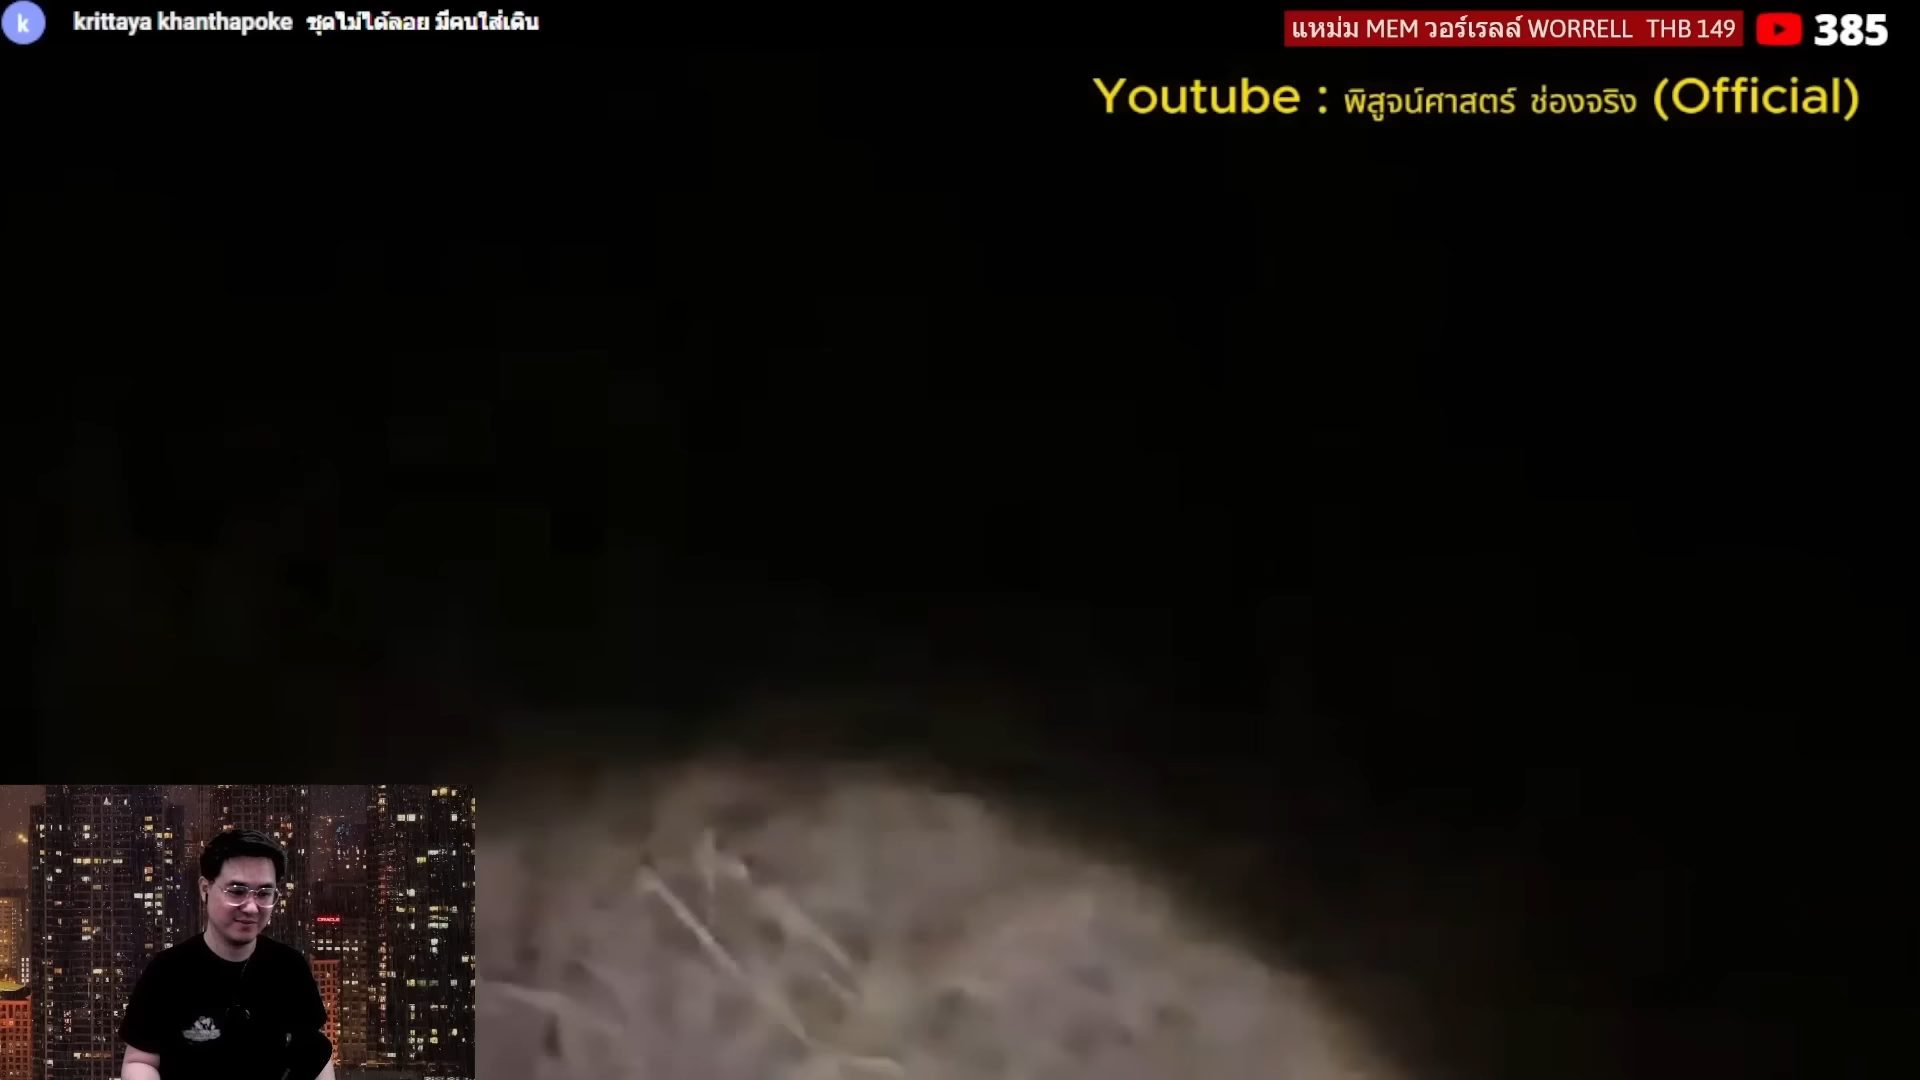 k krittaya khanthapoke ชุดไม่ได้ลอย มีคนใส่เดิน
แหม่ม MEM วอร์เรลล์ WORRELL THB 149 385
Youtube : พิสูจน์ศาสตร์ ช่องจริง (Official)
ORACLE